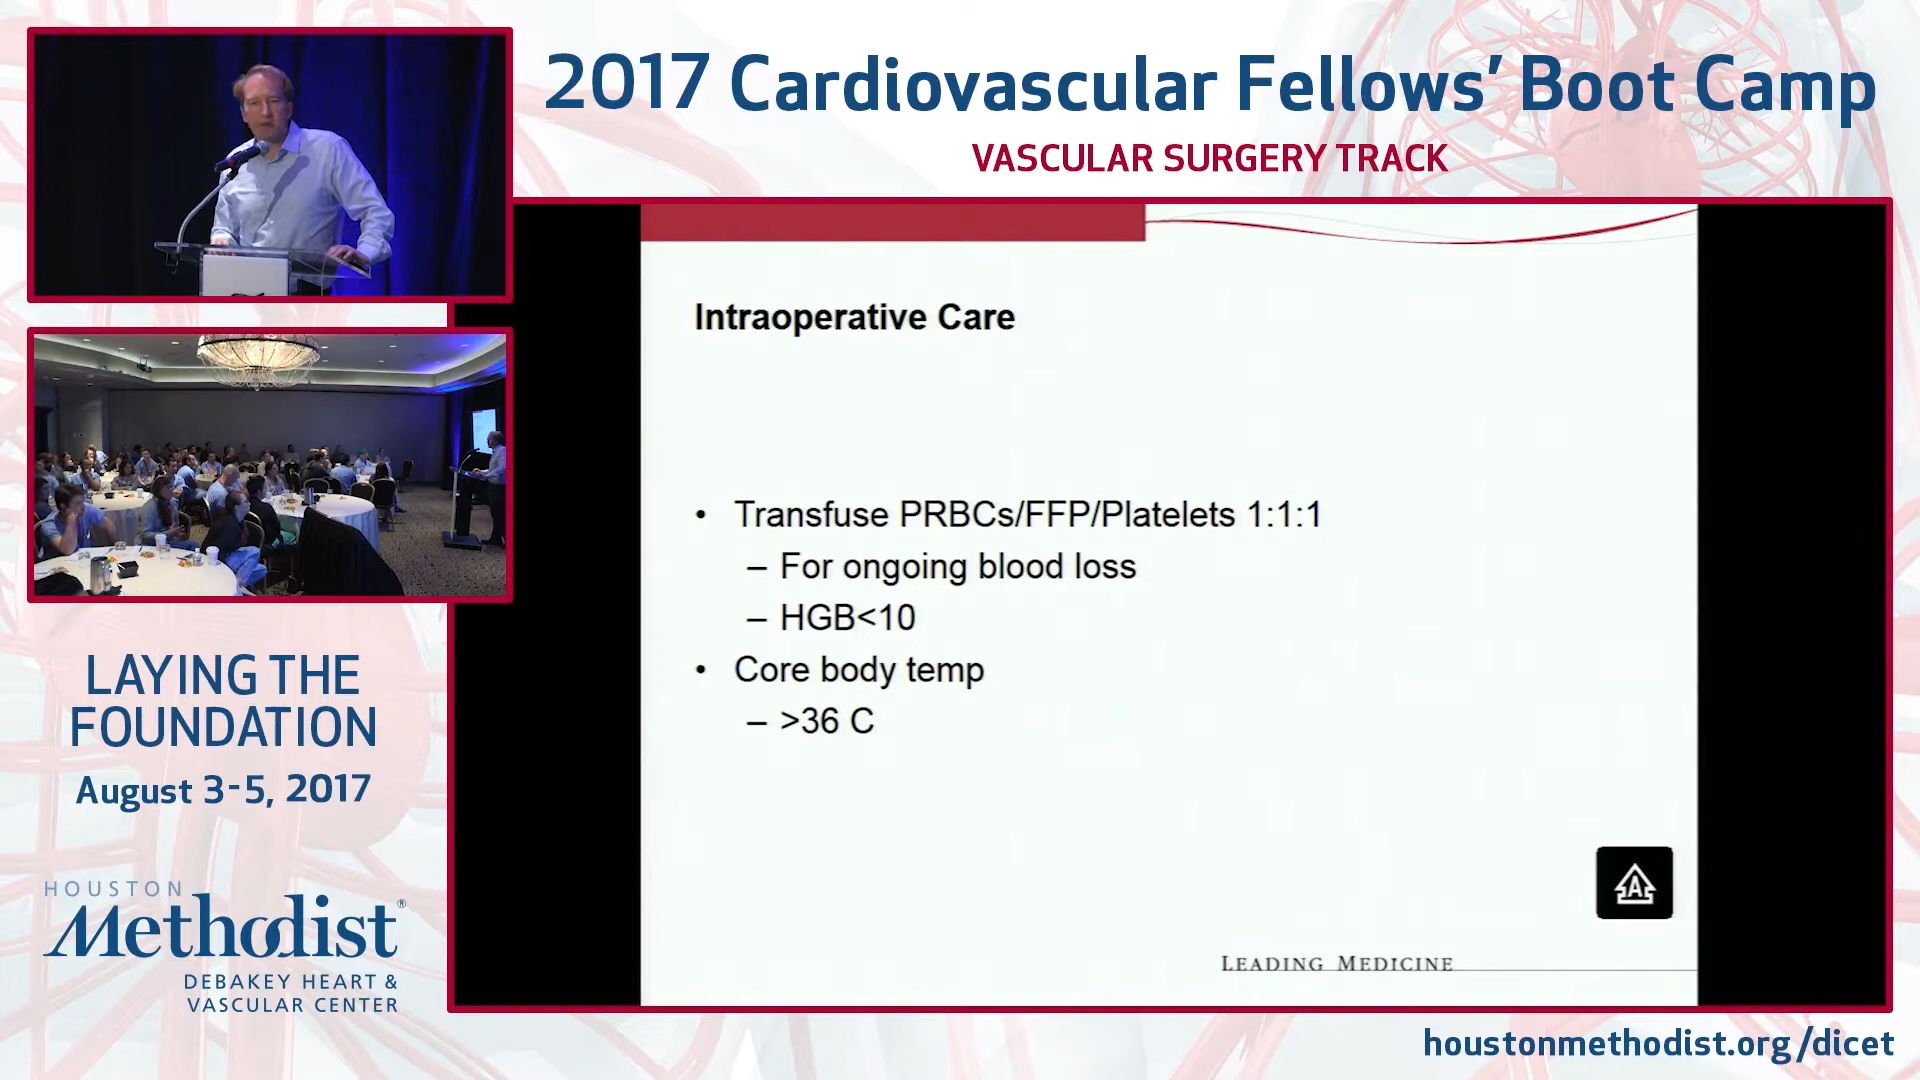 2017 Cardiovascular Fellows' Boot Camp
VASCULAR SURGERY TRACK
Intraoperative Care
• Transfuse PRBCs/FFP/Platelets 1:1:1
– For ongoing blood loss
– HGB<10
• Core body temp
– >36 C
A
LEADING MEDICINE
LAYING THE
FOUNDATION
August 3-5, 2017
HOUSTON
Methodist®
DEBAKEY HEART &
VASCULAR CENTER
houstonmethodist.org/dicet